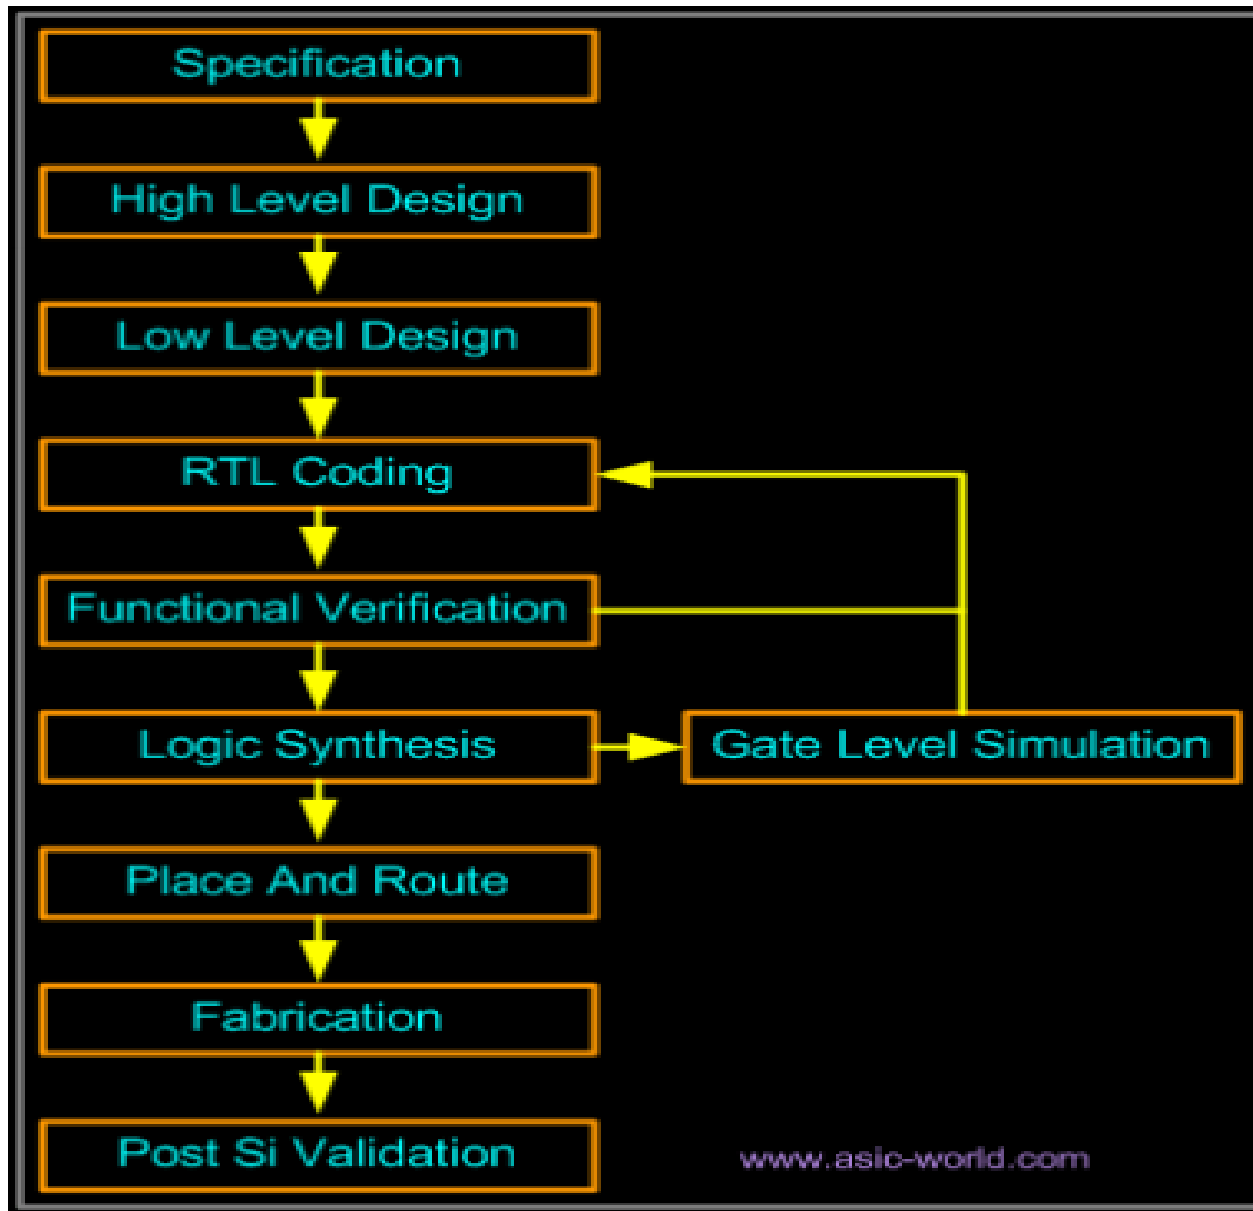 Specification
High Level Design
Low Level Design
RTL Coding
Functional Verification
Logic Synthesis
Gate Level Simulation
Place And Route
Fabrication
Post Si Validation
www.asic-world.com